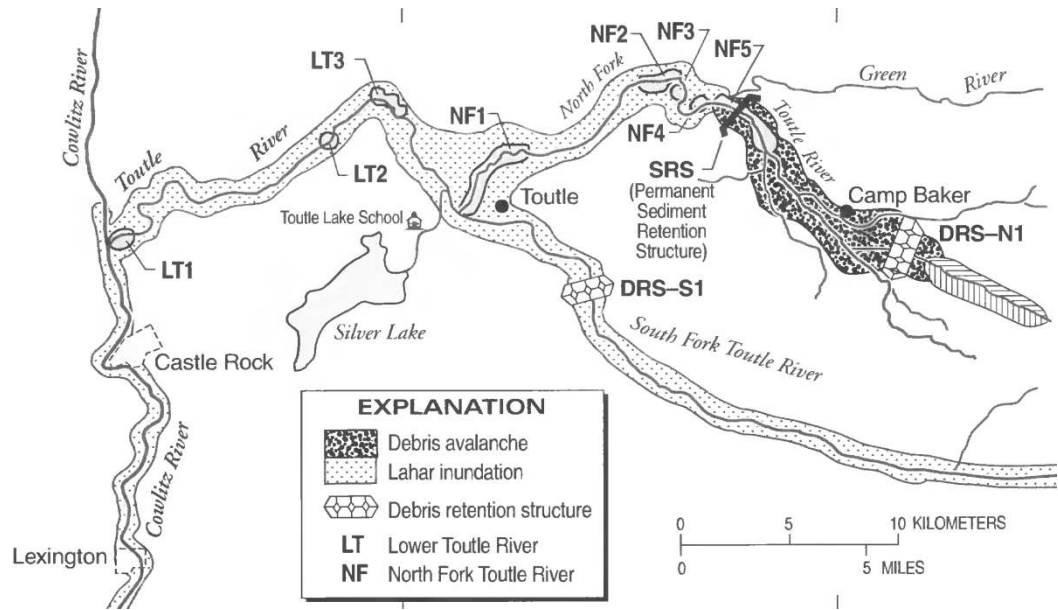 Cowlitz River
Toutle
River
LT3
LT2
LT1
NF1
North Fork
NF2
NF3
NF5
NF4
Green
River
Toutle River
SRS
(Permanent
Sediment
Retention
Structure)
Camp Baker
DRS–N1
Toutle
Toutle Lake School
DRS–S1
Silver Lake
South Fork Toutle River
Castle Rock
Cowlitz River
Lexington
EXPLANATION
Debris avalanche
Lahar inundation
Debris retention structure
LT Lower Toutle River
NF North Fork Toutle River
0 5 10 KILOMETERS
0 5 MILES